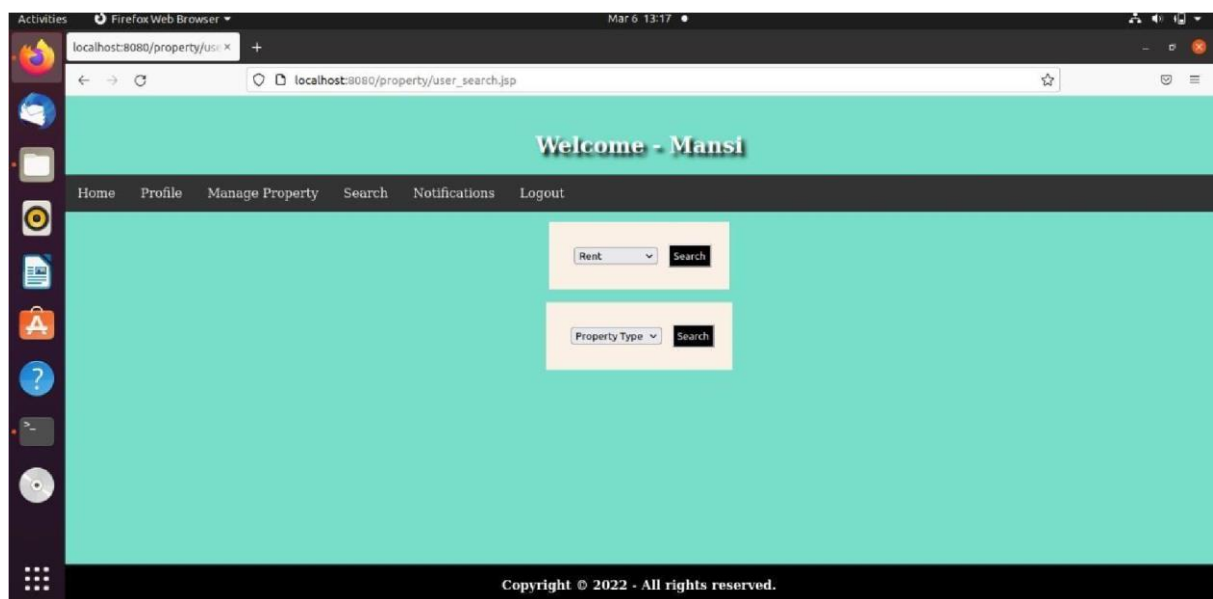 Activities Firefox Web Browser Mar 6 13:17
localhost:8080/property/use
localhost:8080/property/user_search.jsp
Welcome - Mansi
Home Profile Manage Property Search Notifications Logout
Rent Search
Property Type Search
Copyright © 2022 - All rights reserved.